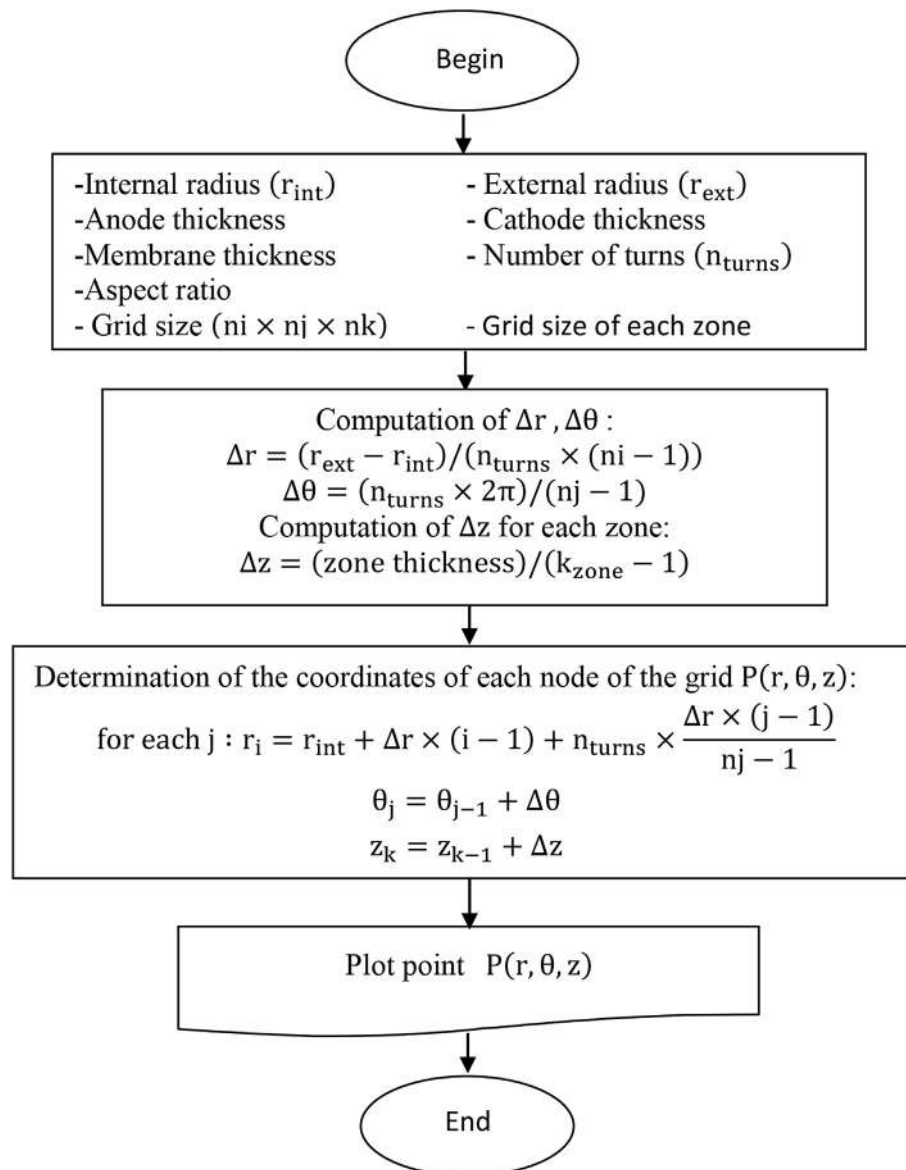 Begin
-Internal radius (r_int) - External radius (r_ext)
-Anode thickness - Cathode thickness
-Membrane thickness - Number of turns (n_turns)
-Aspect ratio
- Grid size (ni × nj × nk) - Grid size of each zone
Computation of Δr , Δθ :
Δr = (r_ext − r_int)/(n_turns × (ni − 1))
Δθ = (n_turns × 2π)/(nj − 1)
Computation of Δz for each zone:
Δz = (zone thickness)/(k_zone − 1)
Determination of the coordinates of each node of the grid P(r, θ, z):
for each j : r_i = r_int + Δr × (i − 1) + n_turns × Δr × (j − 1) / nj − 1
θ_j = θ_j−1 + Δθ
z_k = z_k−1 + Δz
Plot point P(r, θ, z)
End